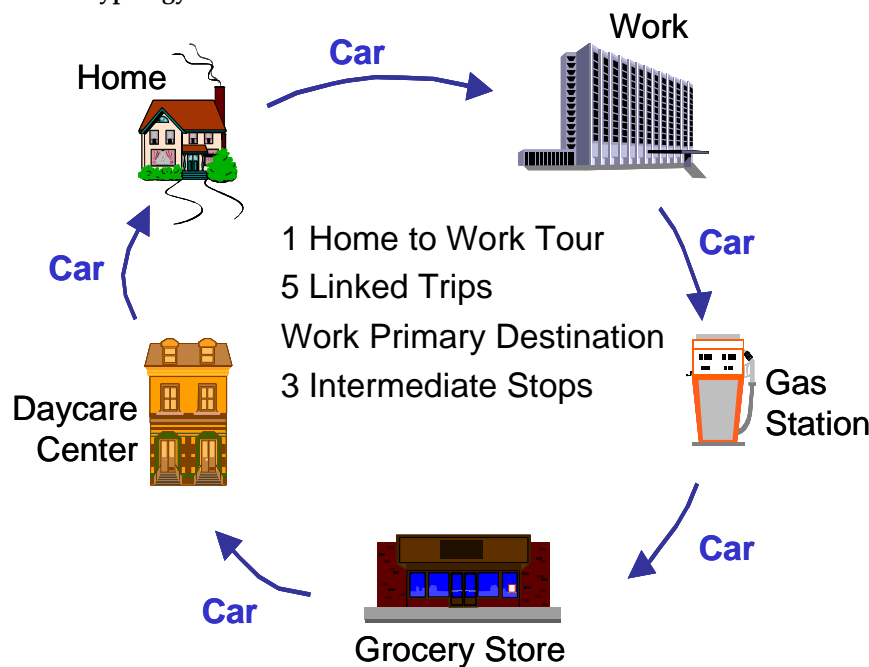 Work
Car
Home
1 Home to Work Tour
Car
Car
5 Linked Trips
Work Primary Destination
3 Intermediate Stops
Gas
Station
Daycare
Center
Car
Car
Grocery Store